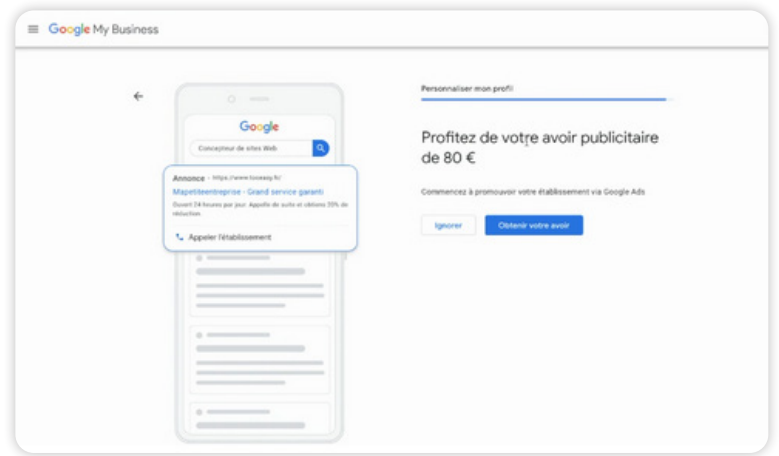 Google My Business
Personnaliser mon profil
Profitez de votre avoir publicitaire
de 80 €
Commencez à promouvoir votre établissement via Google Ads
Ignorer
Obtenir votre avoir
Google
Concepteur de sites Web
Annonce - https://www.
Mapetiteentreprise - Grand service garanti
Ouvert 24 heures par jour. Appelle de suite et obtiens 20% de
réduction.
Appeler l'établissement